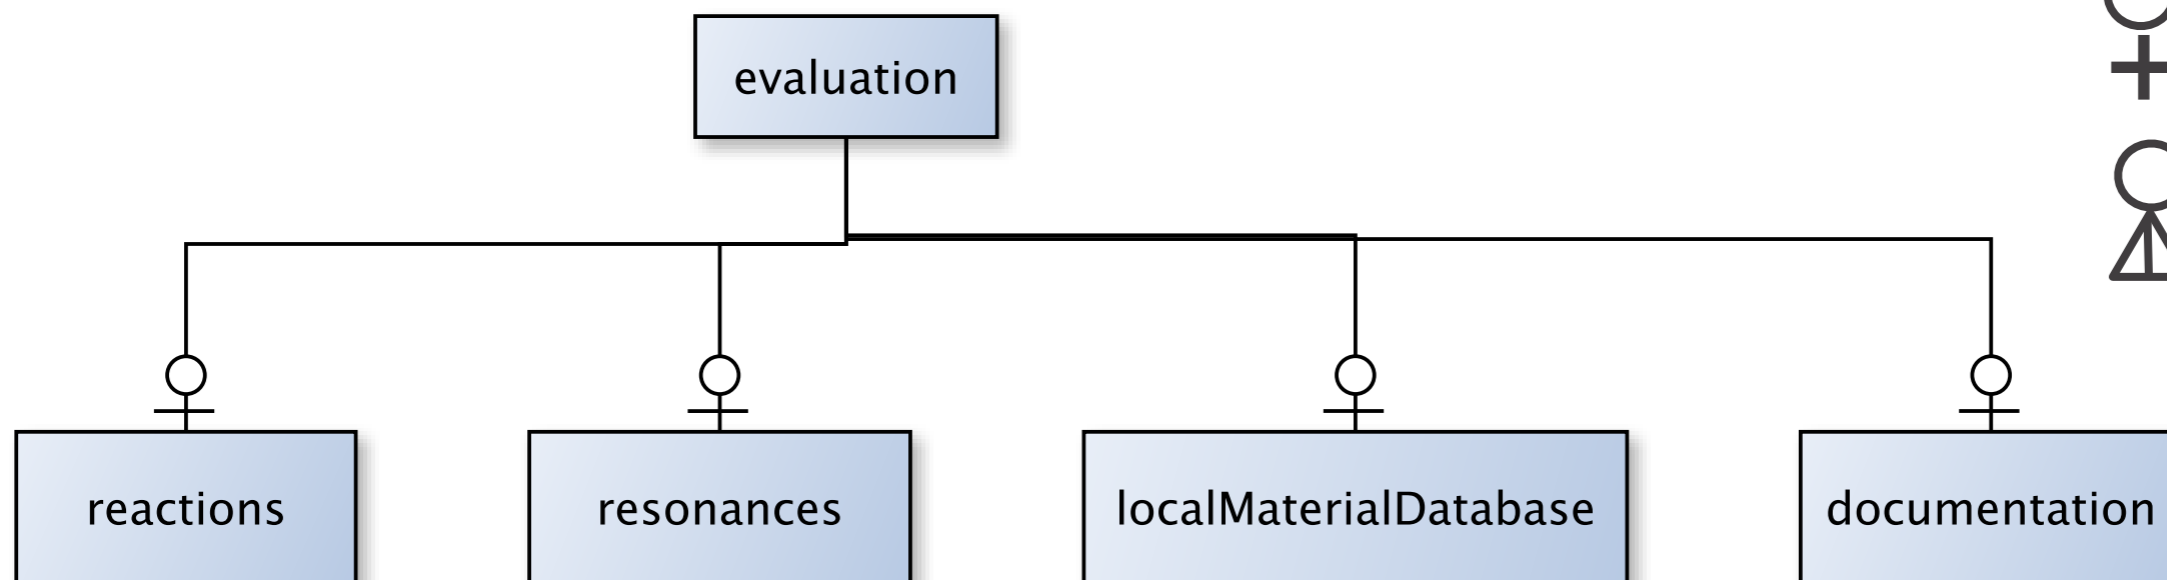 evaluation
reactions
resonances
localMaterialDatabase
documentation